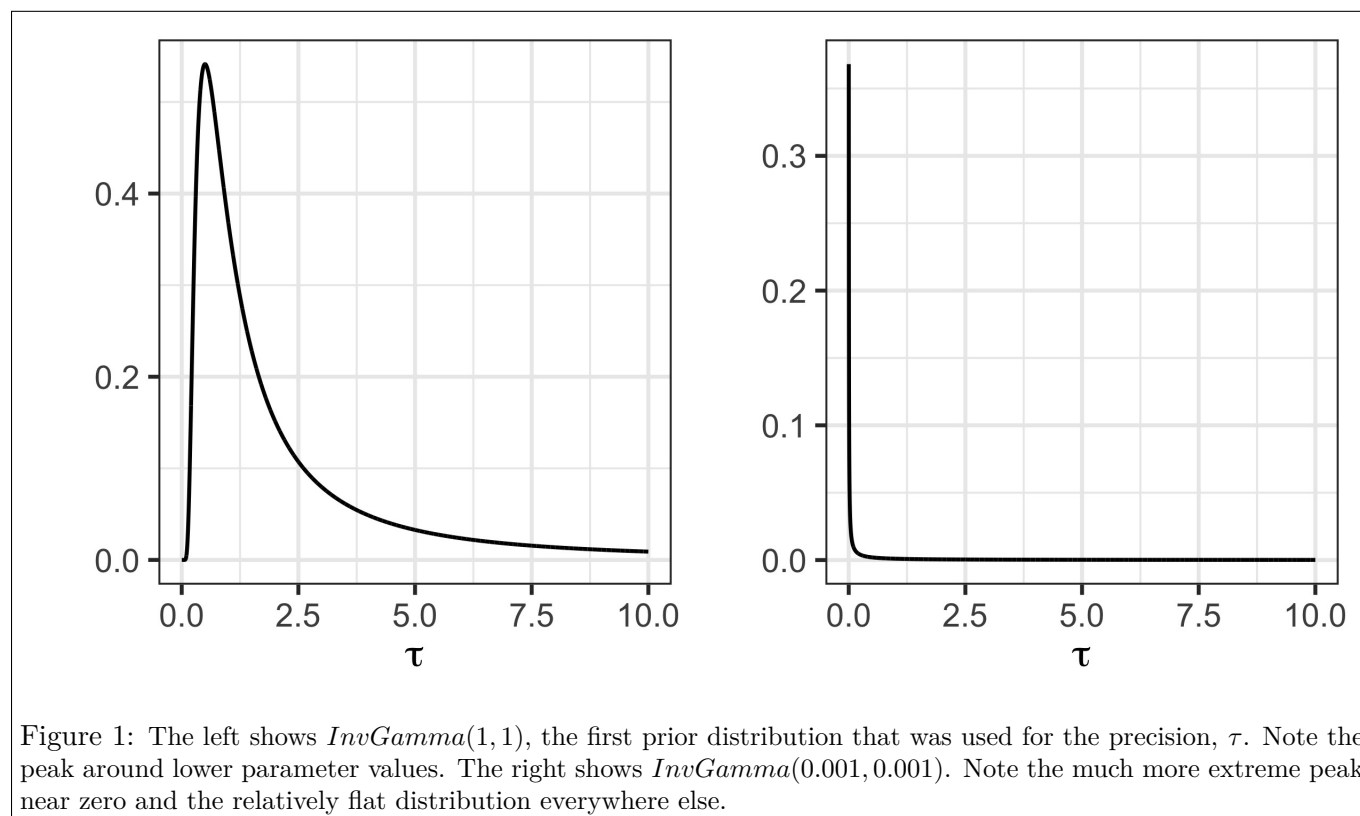 0.4
0.2
0.0
0.0 2.5 5.0 7.5 10.0
τ
0.3
0.2
0.1
0.0
0.0 2.5 5.0 7.5 10.0
τ
Figure 1: The left shows InvGamma(1, 1), the first prior distribution that was used for the precision, τ. Note the
peak around lower parameter values. The right shows InvGamma(0.001, 0.001). Note the much more extreme peak
near zero and the relatively flat distribution everywhere else.